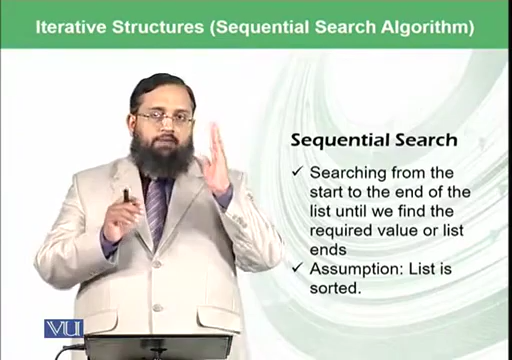 Iterative Structures (Sequential Search Algorithm)
Sequential Search
✓ Searching from the
start to the end of the
list until we find the
required value or list
ends
✓ Assumption: List is
sorted.
VU